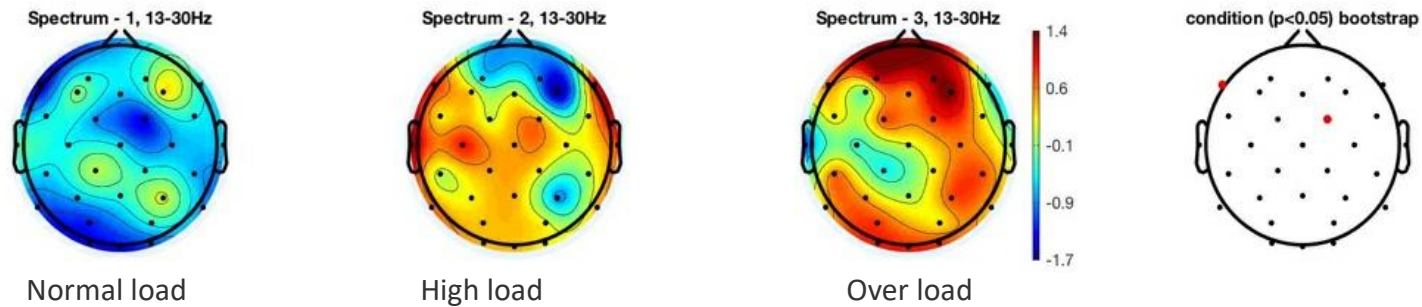 Spectrum - 1, 13-30Hz
Spectrum - 2, 13-30Hz
Spectrum - 3, 13-30Hz
condition (p<0.05) bootstrap
1.4
0.6
-0.1
-0.9
-1.7
Normal load
High load
Over load